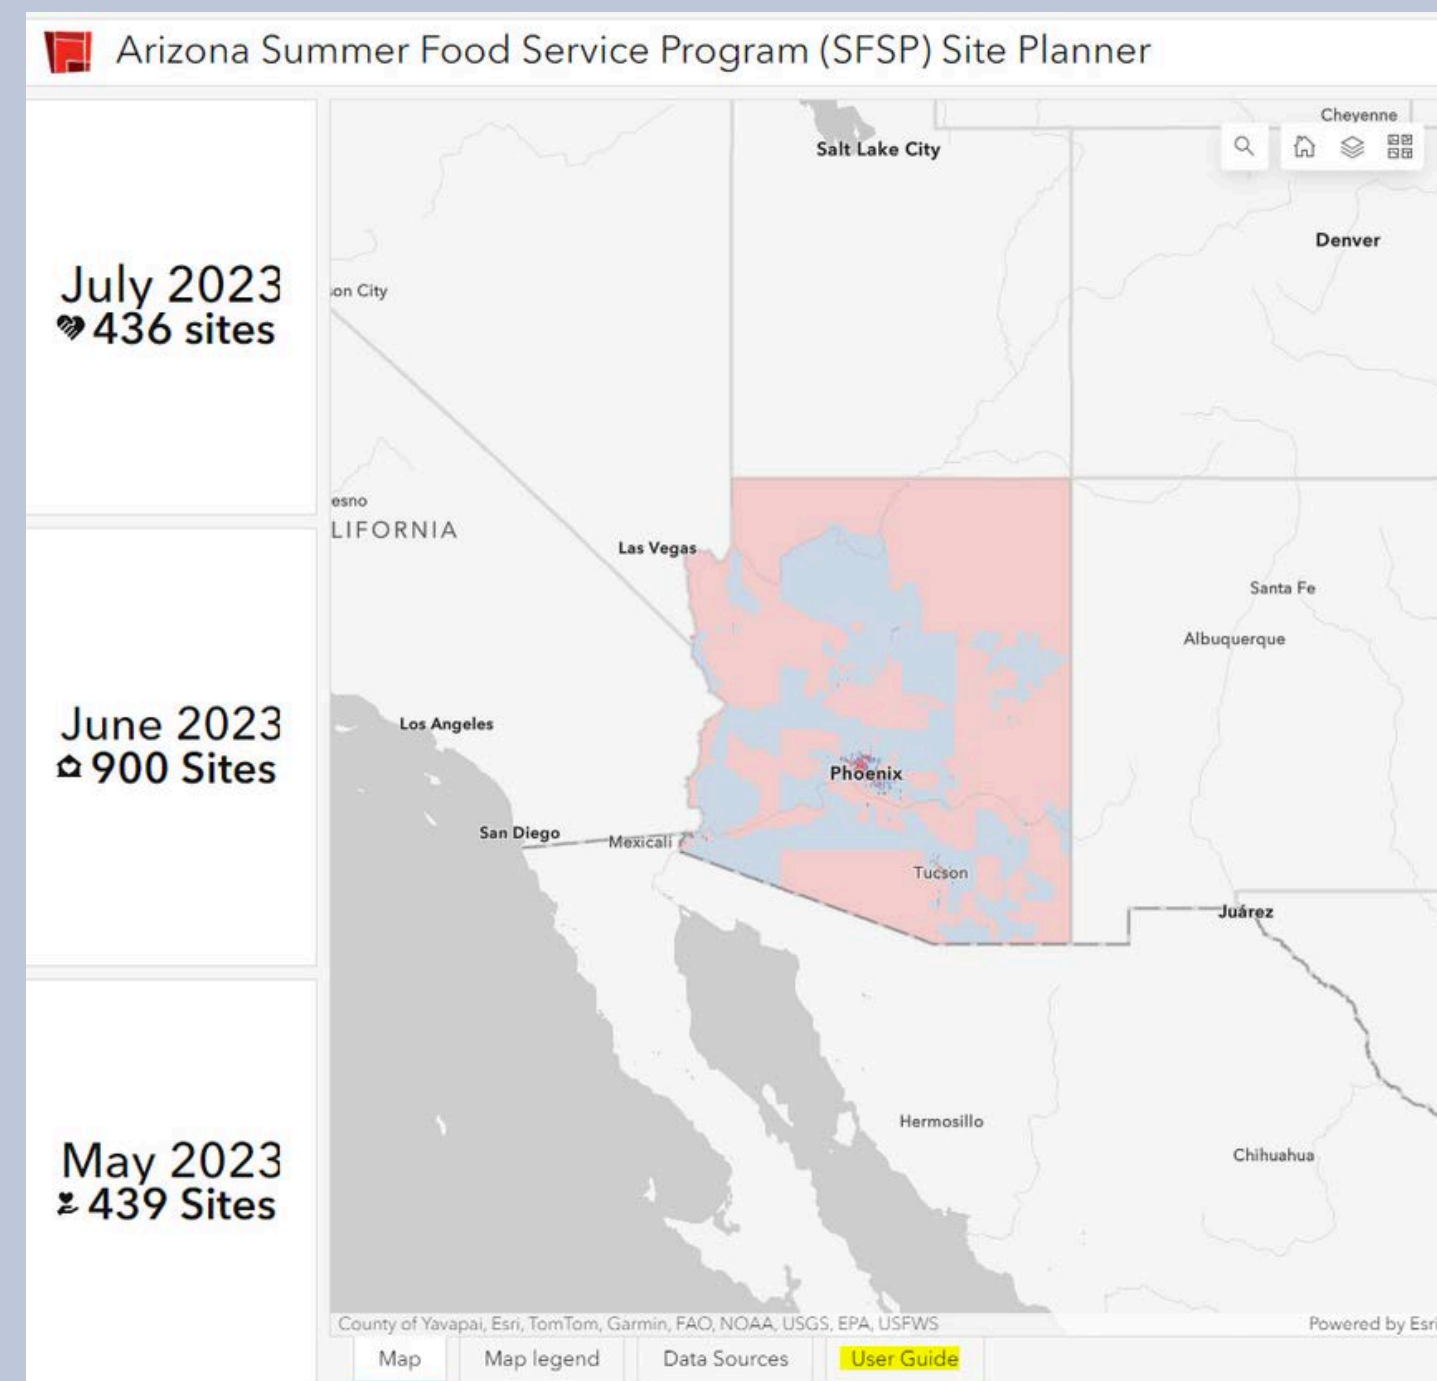 Arizona Summer Food Service Program (SFSP) Site Planner
July 2023
436 sites
June 2023
900 Sites
May 2023
439 Sites
Cheyenne
Salt Lake City
Denver
on City
esno
LIFORNIA
Las Vegas
Santa Fe
Albuquerque
Los Angeles
Phoenix
San Diego
Mexicali
Tucson
Juárez
Hermosillo
Chihuahua
County of Yavapai, Esri, TomTom, Garmin, FAO, NOAA, USGS, EPA, USFWS
Powered by Esri
Map
Map legend
Data Sources
User Guide